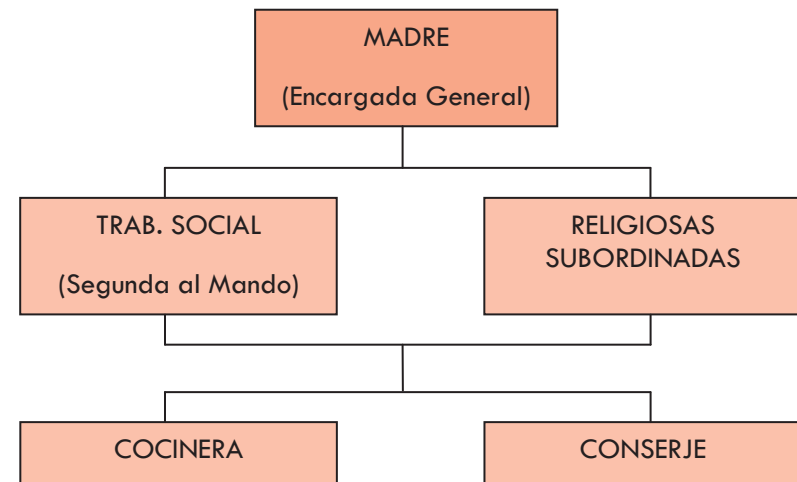 MADRE
(Encargada General)
TRAB. SOCIAL
(Segunda al Mando)
RELIGIOSAS
SUBORDINADAS
COCINERA
CONSERJE